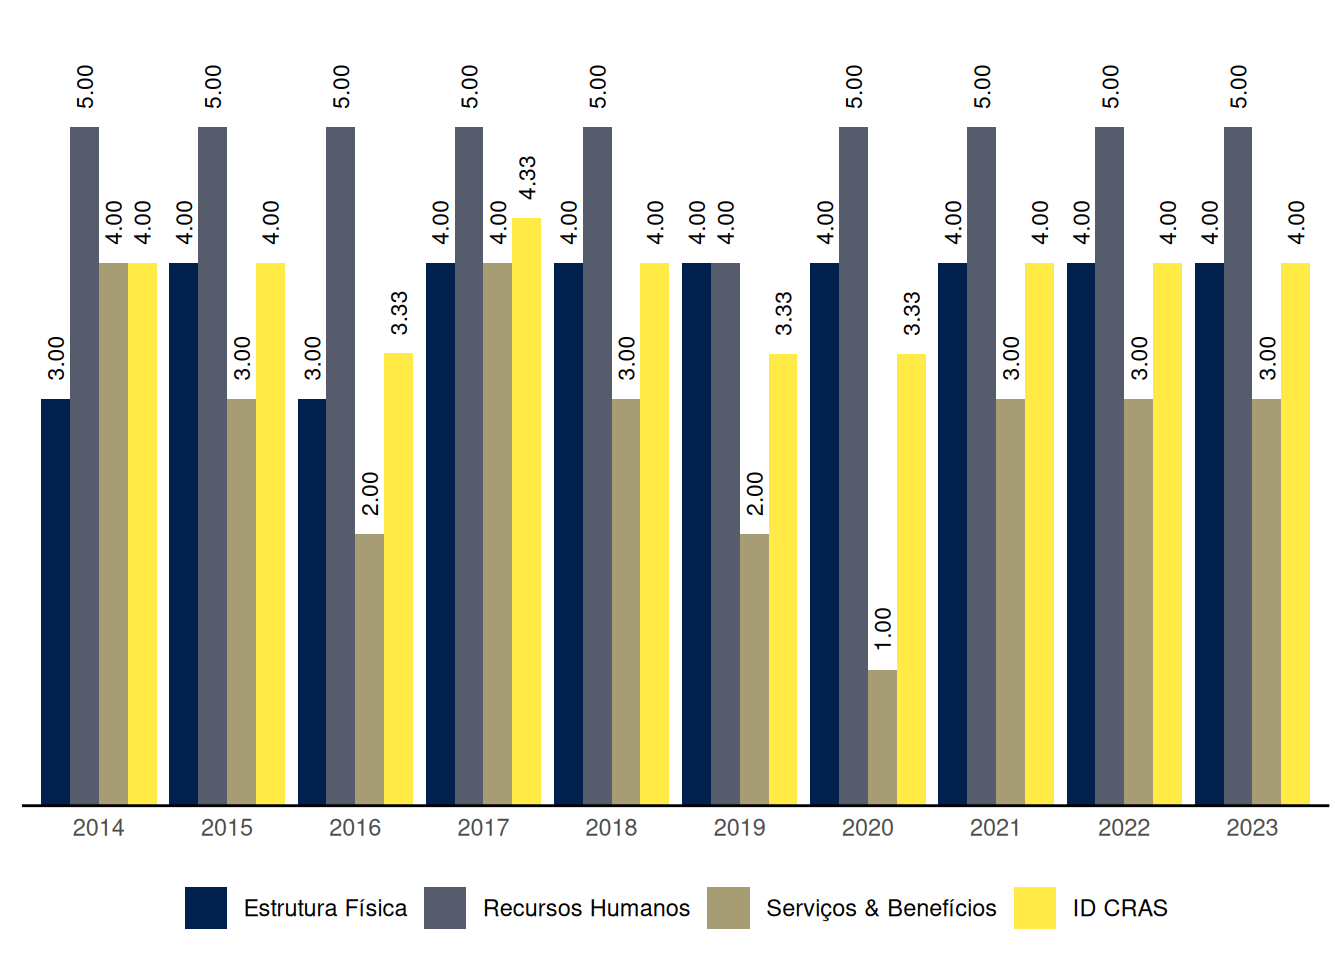 5.00 5.00 5.00 5.00 5.00 5.00 5.00 5.00 5.00
4.33
4.00 4.00 4.00 4.00 4.00 4.00 4.00 4.00 4.00 4.00 4.00 4.00 4.00 4.00 4.00 4.00 4.00
3.33 3.33 3.33
3.00 3.00 3.00 3.00 3.00 3.00 3.00
2.00 2.00
1.00
2014 2015 2016 2017 2018 2019 2020 2021 2022 2023
Estrutura Física Recursos Humanos Serviços & Benefícios ID CRAS